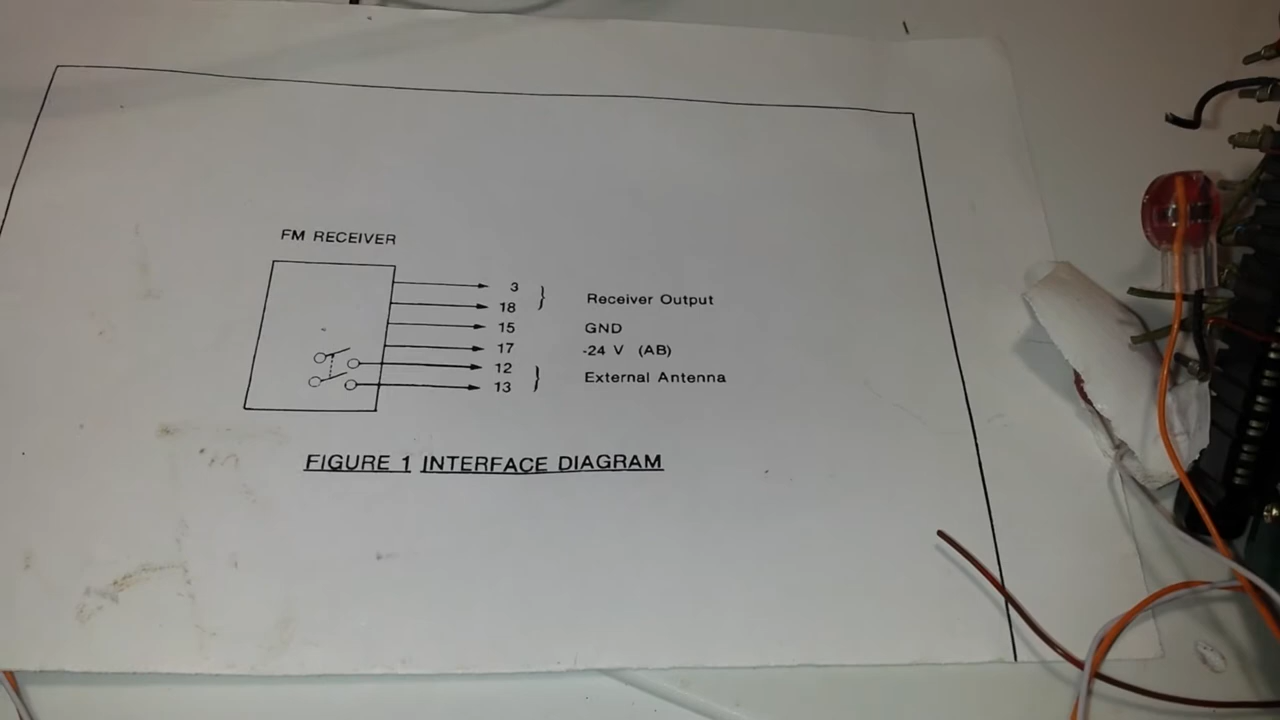 FM RECEIVER
3
18 } Receiver Output
15 GND
17 -24 V (AB)
12
13 } External Antenna
FIGURE 1 INTERFACE DIAGRAM